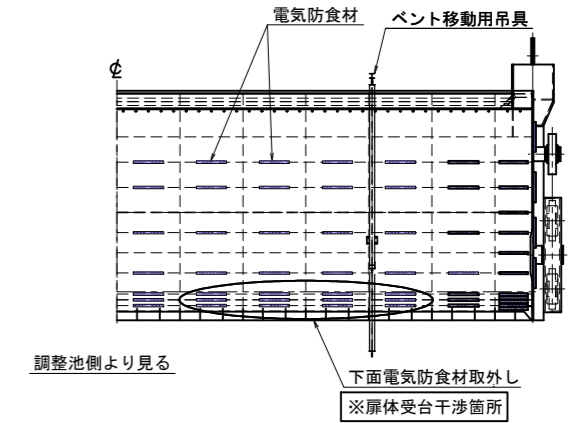 電気防食材
ベント移動用吊具
℄
調整池側より見る
下面電気防食材取外し
※扉体受台干渉箇所